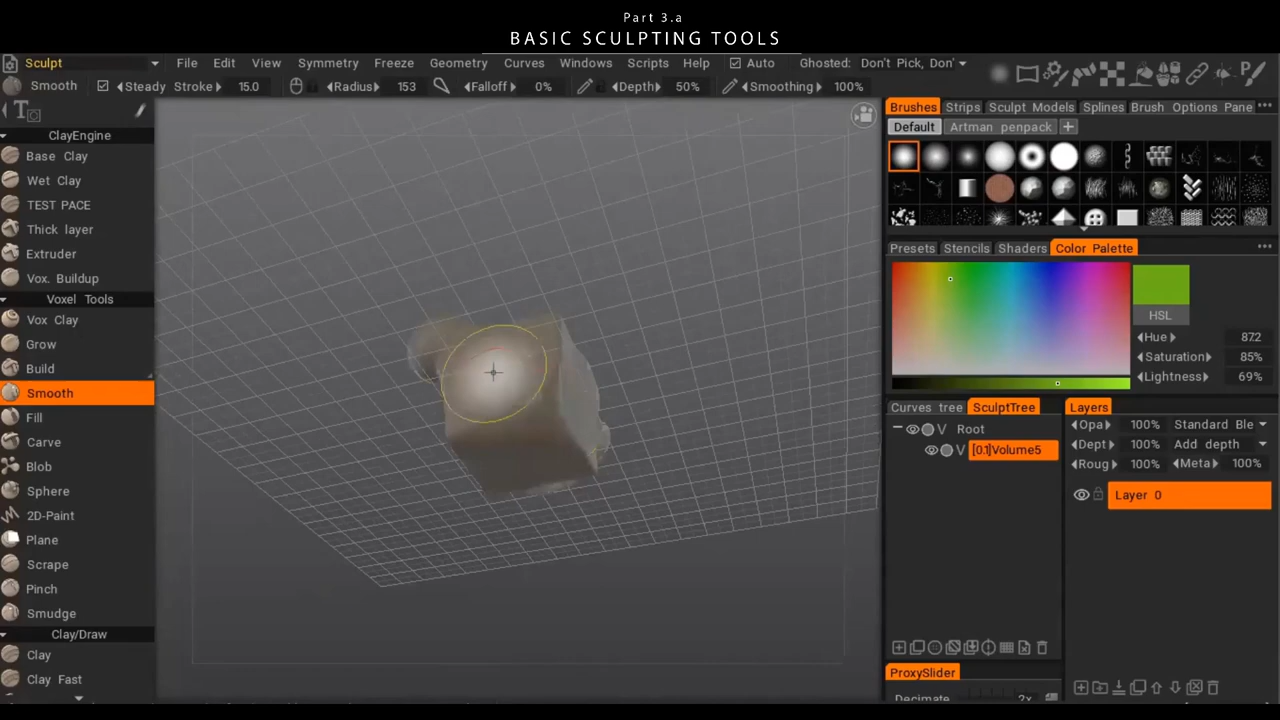 Part 3.a
BASIC SCULPTING TOOLS
Sculpt File Edit View Symmetry Freeze Geometry Curves Windows Scripts Help Auto Ghosted: Don't Pick, Don'
Smooth Steady Stroke 15.0 Radius 153 Falloff 0% Depth 50% Smoothing 100%
ClayEngine
Base Clay
Wet Clay
TEST PACE
Thick layer
Extruder
Vox. Buildup
Voxel Tools
Vox Clay
Grow
Build
Smooth
Fill
Carve
Blob
Sphere
2D-Paint
Plane
Scrape
Pinch
Smudge
Clay/Draw
Clay
Clay Fast
Brushes Strips Sculpt Models Splines Brush Options Pane
Default Artman penpack
Presets Stencils Shaders Color Palette
HSL
Hue 87.2
Saturation 85%
Lightness 69%
Curves tree SculptTree
Root
V [0.1]Volume5
ProxySlider
Decimate 2x
Layers
Opa 100% Standard Ble
Dept 100% Add depth
Roug 100% Meta 100%
Layer 0